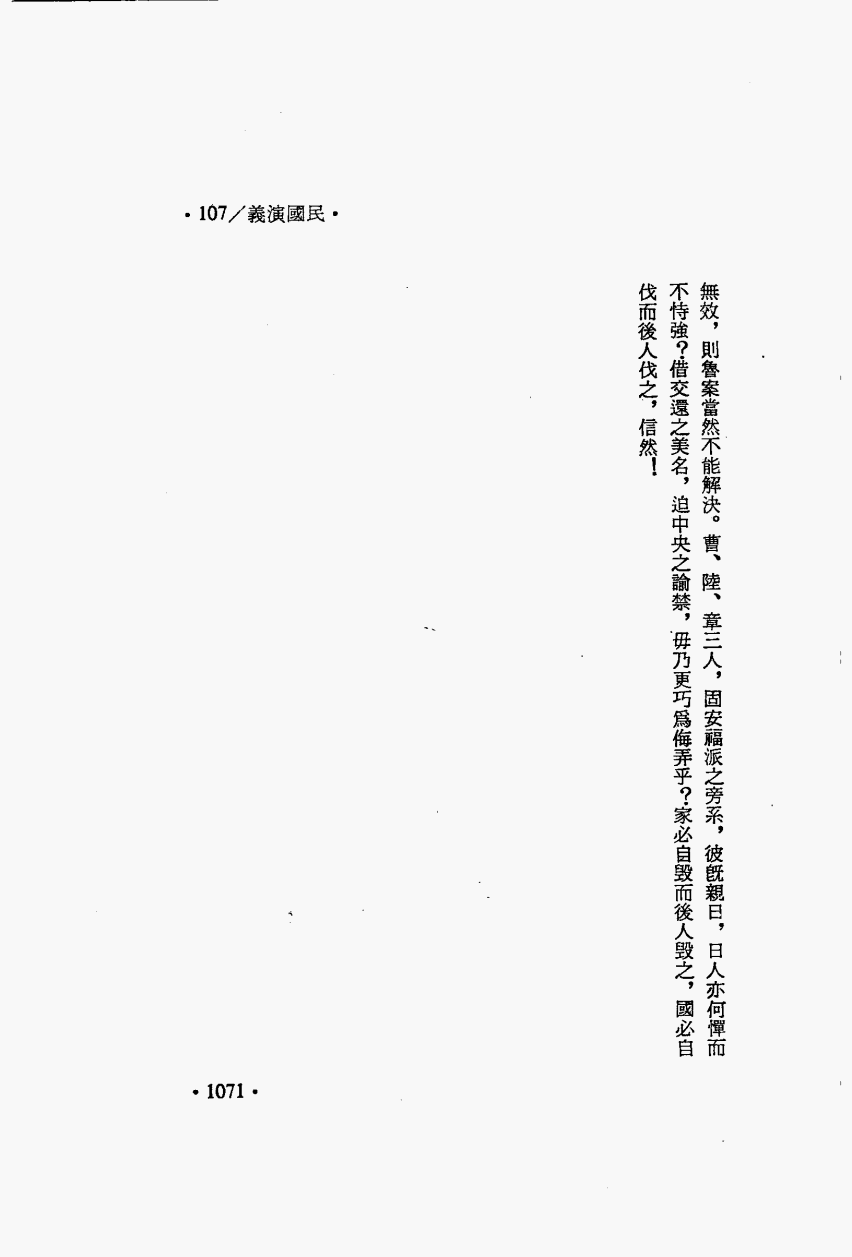 •107／義演國民•
無效，則魯案當然不能解決。曹、陸、章三人，固安福派之旁系，彼既親日，日人亦何憚而
不恃強？借交還之美名，迫中央之諭禁，毋乃更巧爲侮弄乎？家必自毀而後人毀之，國必自
伐而後人伐之，信然！
•1071•